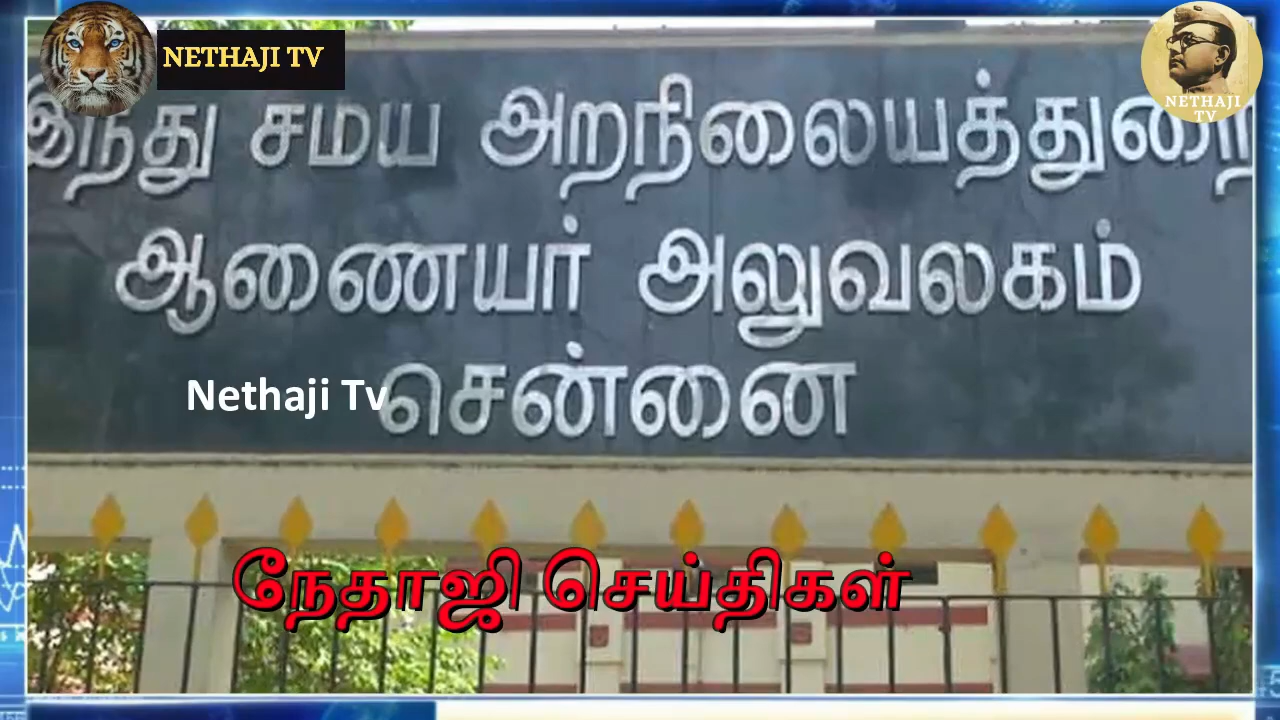 NETHAJI TV
NETHAJI
TV
இந்து சமய அறநிலையத்துறை
ஆணையர் அலுவலகம்
சென்னை
Nethaji Tv
நேதாஜி செய்திகள்